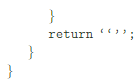 }
return ‘‘’’;
}
}